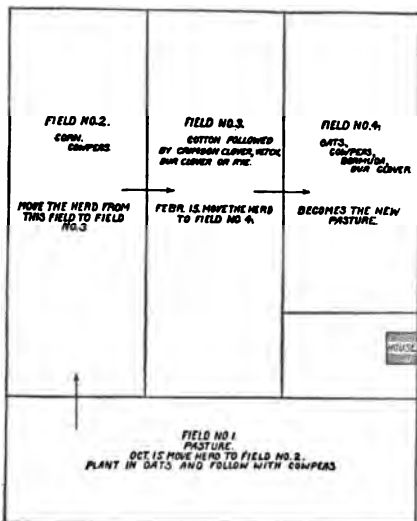 FIELD NO.2.
CORN.
COWPEAS.
MOVE THE HERD FROM
THIS FIELD TO FIELD
NO.3
FIELD NO.3.
COTTON FOLLOWED
BY CRIMSON CLOVER, VETCH,
BUR CLOVER OR RYE.
FEBR. 15. MOVE THE HERD
TO FIELD NO 4.
FIELD NO.4.
OATS,
COWPEAS,
BERMUDA,
BUR CLOVER
BECOMES THE NEW
PASTURE.
HOUSE
FIELD NO 1
PASTURE.
OCT. 15 MOVE HERD TO FIELD NO.2.
PLANT IN OATS AND FOLLOW WITH COWPEAS